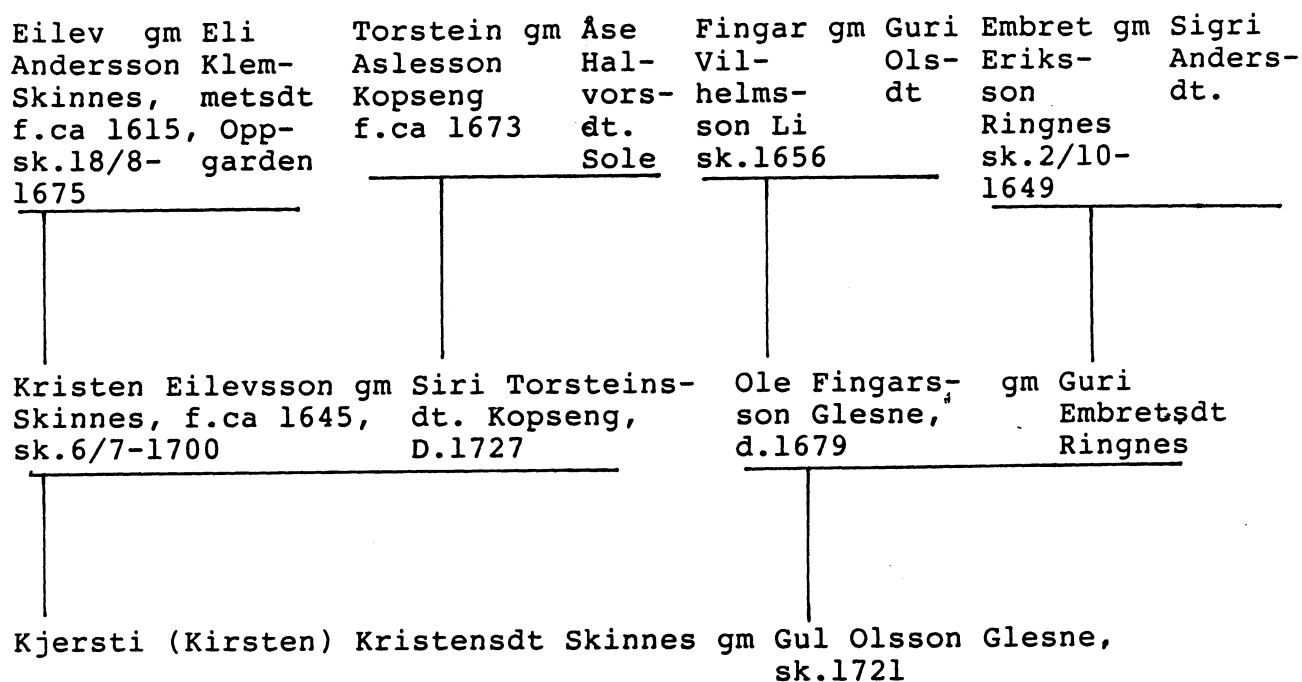 Eilev gm Eli Torstein gm Åse Fingar gm Guri Embret gm Sigri
Andersson Klem- Aslesson Hal- Vil- Ols- Eriks- Anders-
Skinnes, metsdt Kopseng vors- helms- dt son dt.
f.ca 1615, Opp- f.ca 1673 dt. son Li Ringnes
sk.18/8- garden Sole sk.1656 sk.2/10-
1675 1649
Kristen Eilevsson gm Siri Torsteins- Ole Fingars- gm Guri
Skinnes, f.ca 1645, dt. Kopseng, son Glesne, Embretsdt
sk.6/7-1700 D.1727 d.1679 Ringnes
Kjersti (Kirsten) Kristensdt Skinnes gm Gul Olsson Glesne,
sk.1721